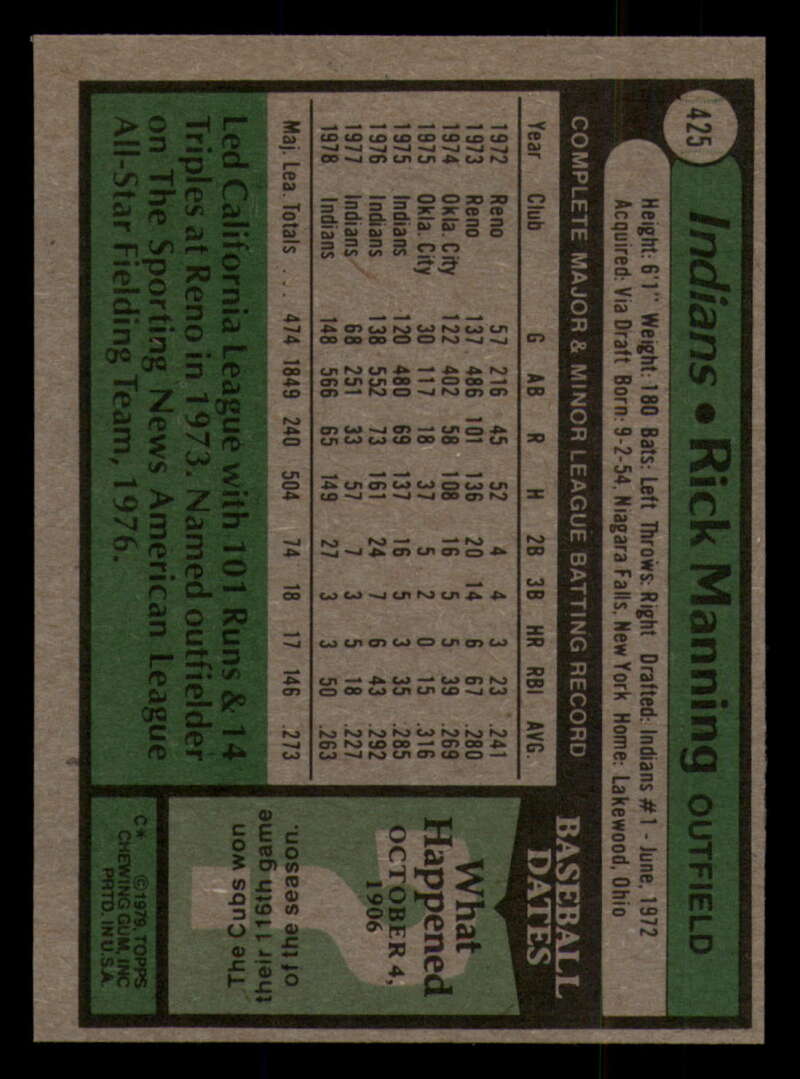 425
Indians • Rick Manning OUTFIELD
Height: 6'1" Weight: 180 Bats: Left Throws: Right Drafted: Indians #1 - June, 1972
Acquired: Via Draft Born: 9-2-54, Niagara Falls, New York Home: Lakewood, Ohio
COMPLETE MAJOR & MINOR LEAGUE BATTING RECORD
Year Club G AB R H 2B 3B HR RBI AVG.
1972 Reno 57 216 45 52 4 4 3 23 .241
1973 Reno 137 486 101 136 20 14 6 67 .280
1974 Okla. City 122 402 58 108 16 5 5 39 .269
1975 Okla. City 30 117 18 37 5 2 0 15 .316
1975 Indians 120 480 69 137 16 5 3 35 .285
1976 Indians 138 552 73 161 24 7 6 43 .292
1977 Indians 68 251 33 57 7 3 5 18 .227
1978 Indians 148 566 65 149 27 3 3 50 .263
Maj. Lea. Totals . . . 474 1849 240 504 74 18 17 146 .273
Led California League with 101 Runs & 14
Triples at Reno in 1973. Named outfielder
on The Sporting News American League
All-Star Fielding Team, 1976.
BASEBALL
DATES
What
Happened
OCTOBER 4,
1906
The Cubs won
their 116th game
of the season.
C* ©1979, TOPPS
CHEWING GUM, INC
PRTD. IN U.S.A.